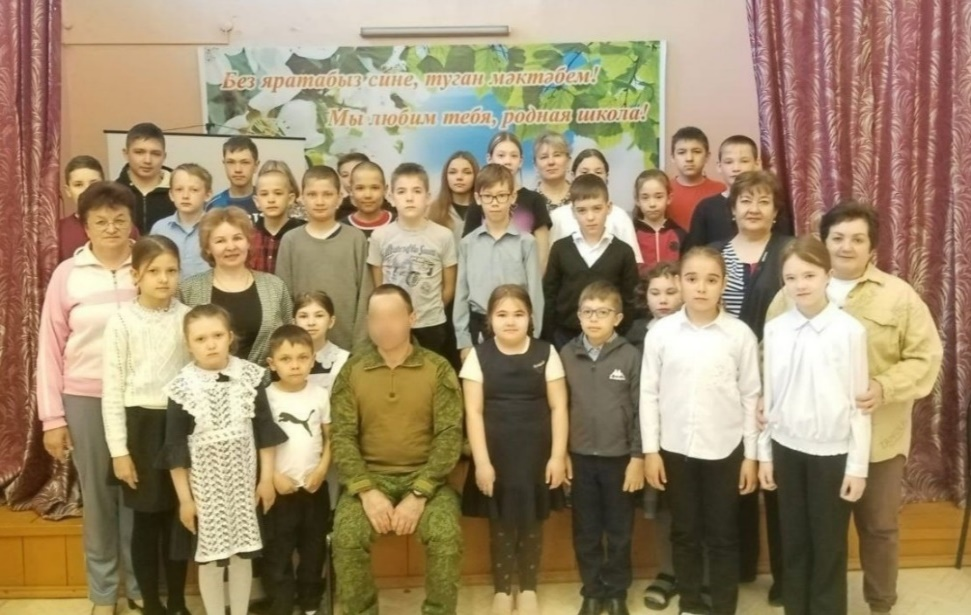 Без яратабыз сине, туган мәктәбем!
Мы любим тебя, родная школа!